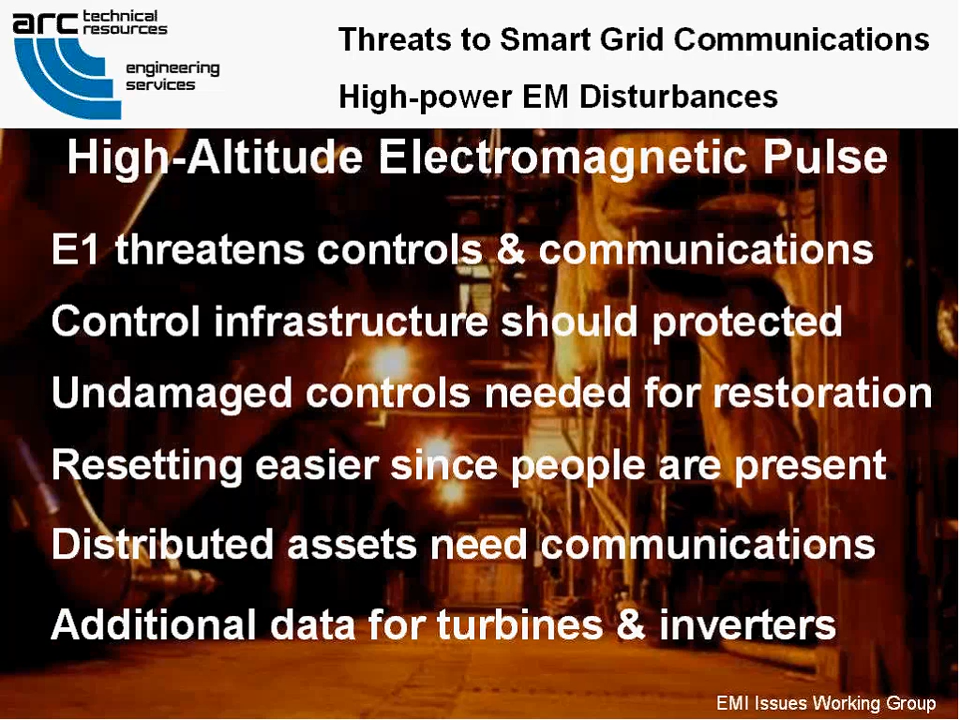 arc technical
resources
engineering
services
Threats to Smart Grid Communications
High-power EM Disturbances
High-Altitude Electromagnetic Pulse
E1 threatens controls & communications
Control infrastructure should protected
Undamaged controls needed for restoration
Resetting easier since people are present
Distributed assets need communications
Additional data for turbines & inverters
EMI Issues Working Group